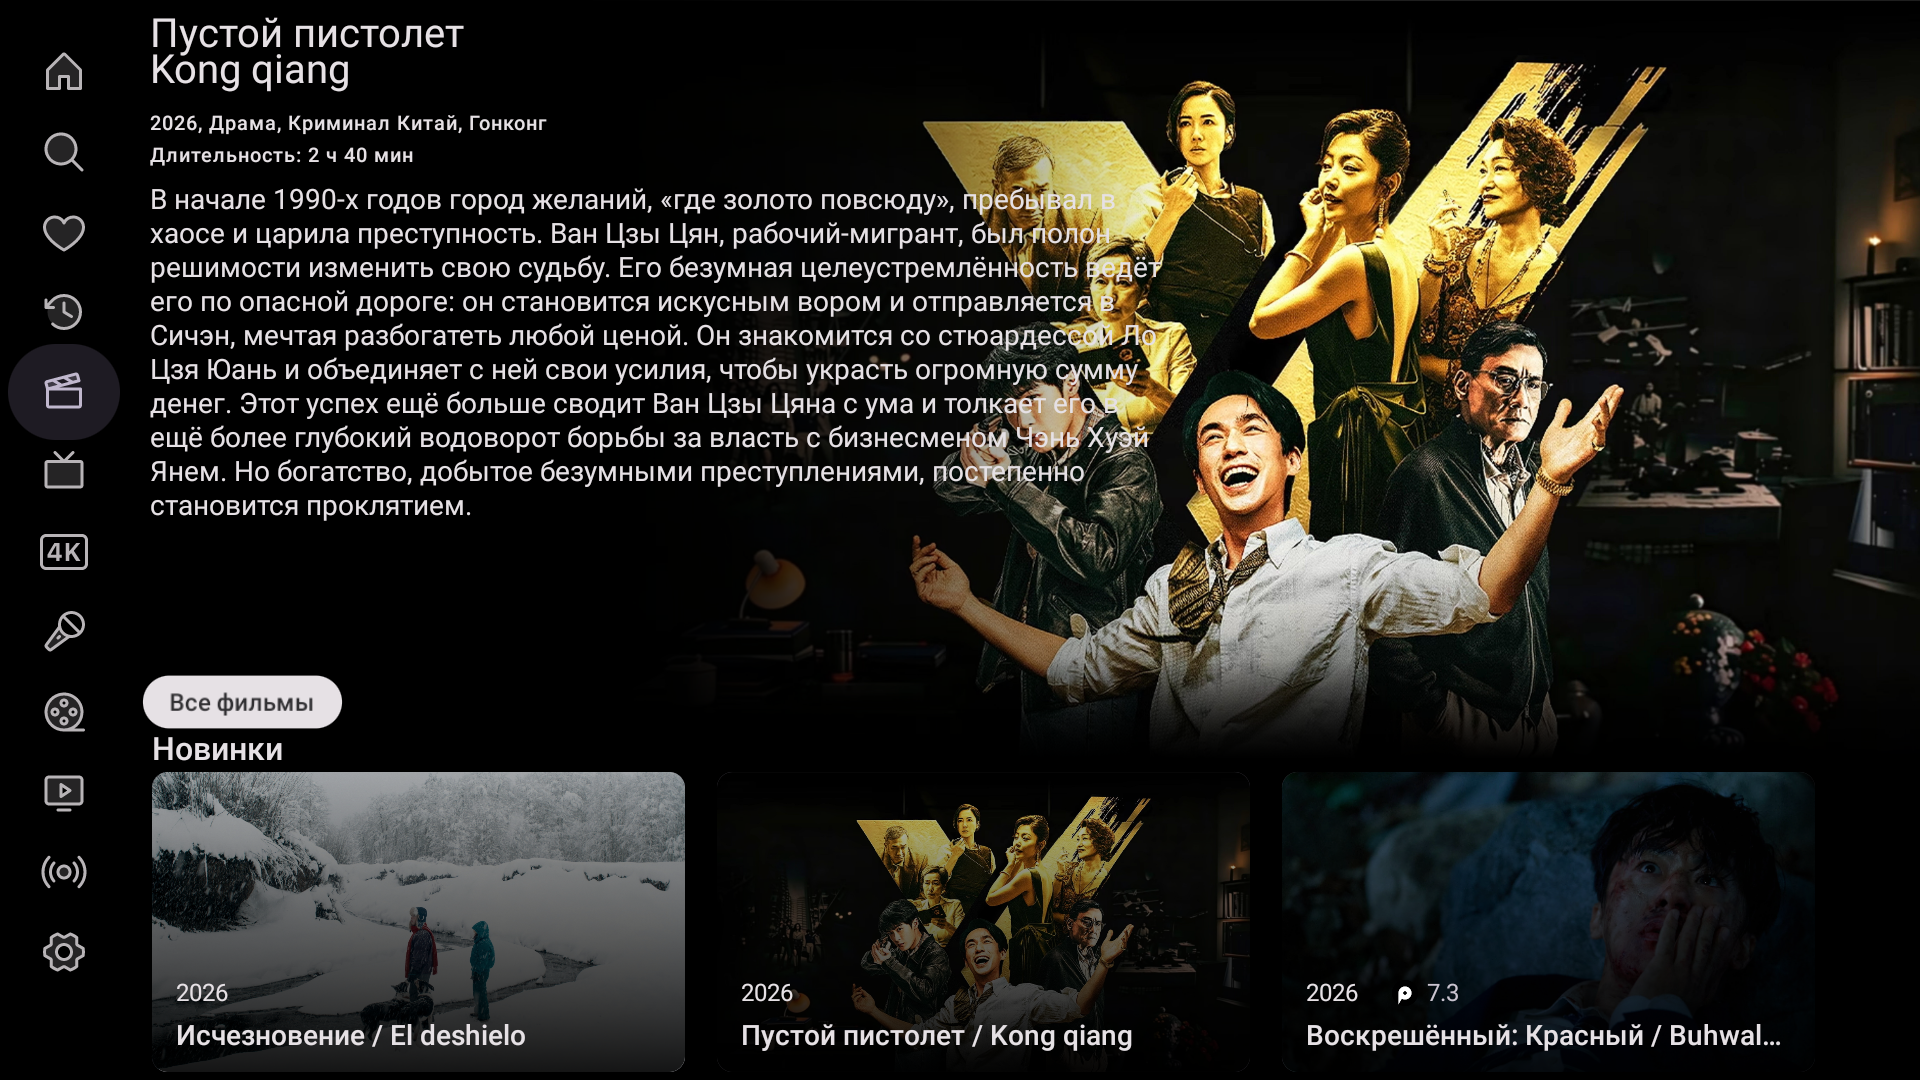 Пустой пистолет
Kong qiang
2026, Драма, Криминал Китай, Гонконг
Длительность: 2 ч 40 мин
В начале 1990-х годов город желаний, «где золото повсюду», пребывал в
хаосе и царила преступность. Ван Цзы Цян, рабочий-мигрант, был полон
решимости изменить свою судьбу. Его безумная целеустремлённость ведёт
его по опасной дороге: он становится искусным вором и отправляется в
Сичэн, мечтая разбогатеть любой ценой. Он знакомится со стюардессой Ло
Цзя Юань и объединяет с ней свои усилия, чтобы украсть огромную сумму
денег. Этот успех ещё больше сводит Ван Цзы Цяна с ума и толкает его в
ещё более глубокий водоворот борьбы за власть с бизнесменом Чэнь Хуэй
Янем. Но богатство, добытое безумными преступлениями, постепенно
становится проклятием.
4K
Все фильмы
Новинки
2026
Исчезновение / El deshielo
2026
Пустой пистолет / Kong qiang
2026 7.3
Воскрешённый: Красный / Buhwal...